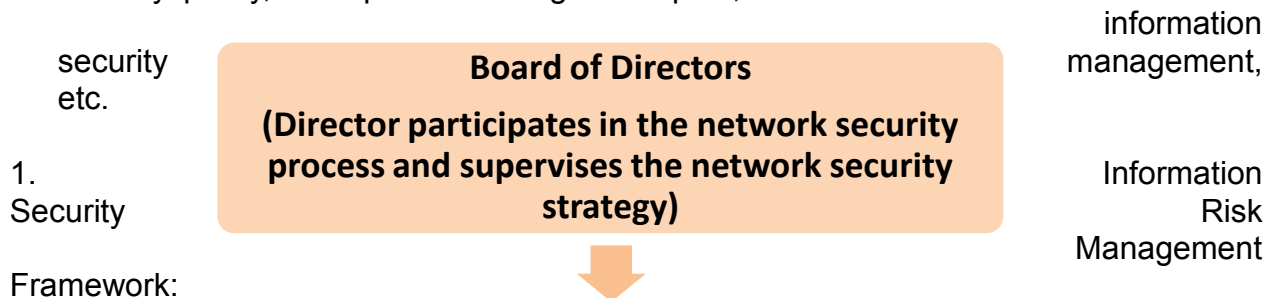 information
security management,
etc.
Board of Directors
(Director participates in the network security
process and supervises the network security
strategy)
1. Information
Security Risk
Management
Framework: